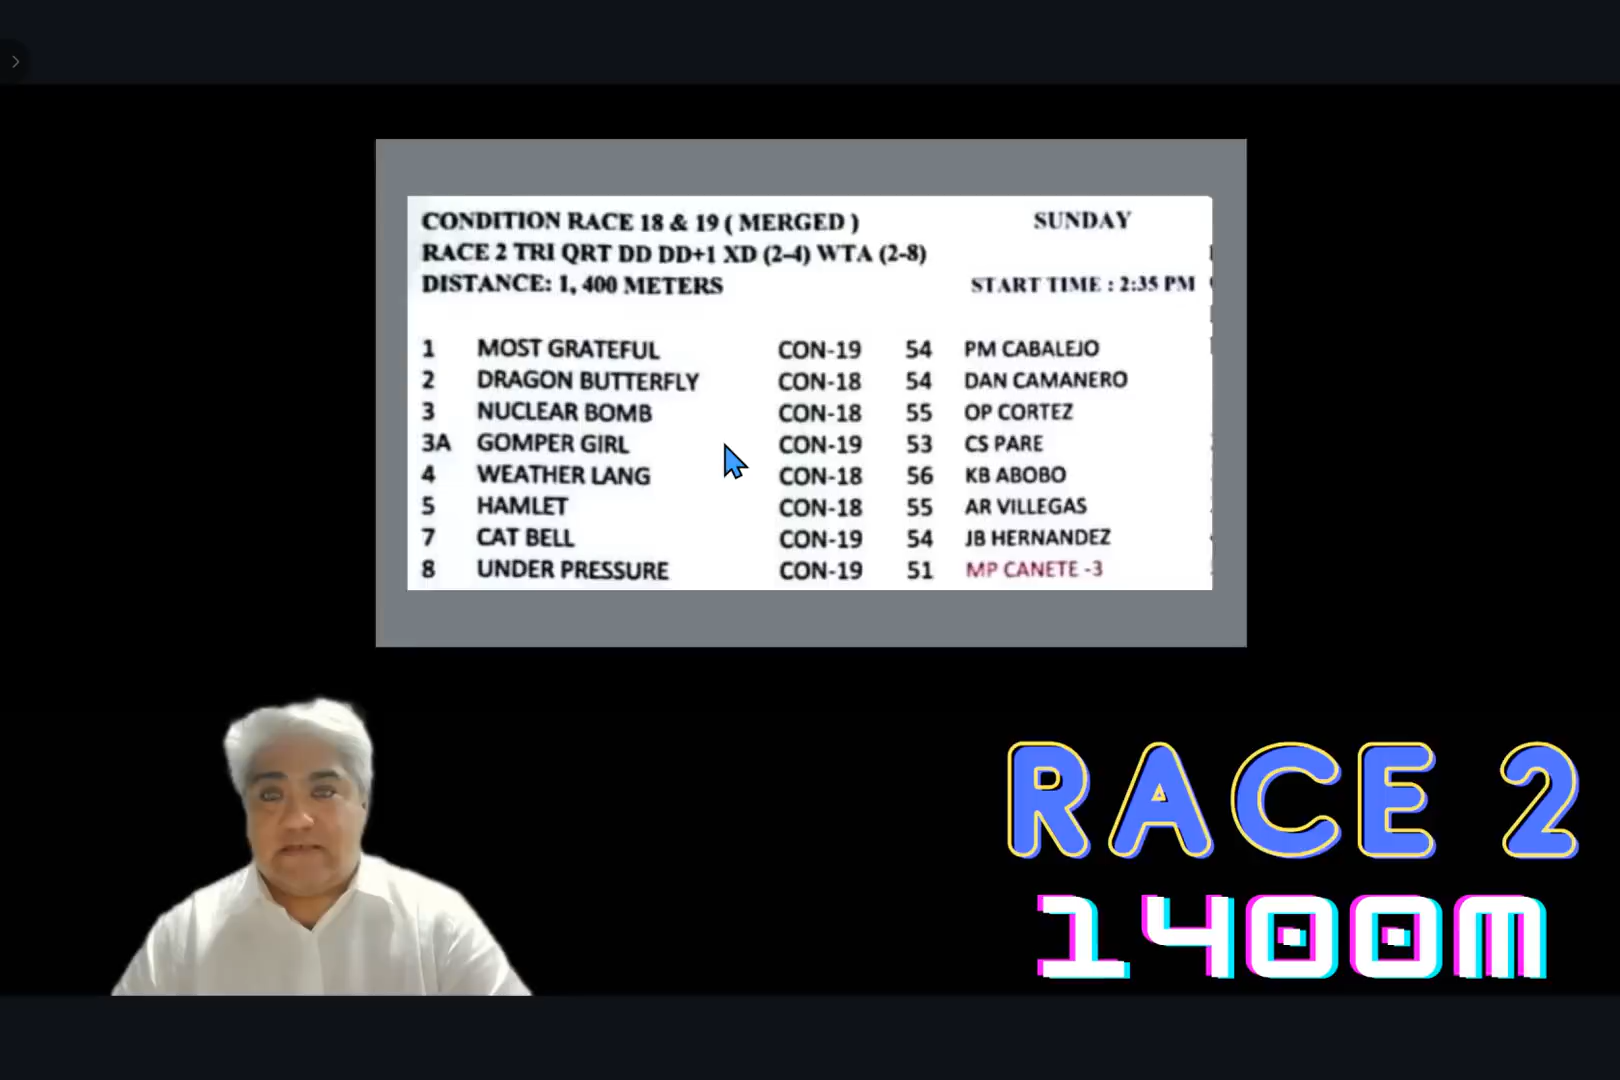 CONDITION RACE 18 & 19 ( MERGED ) SUNDAY
RACE 2 TRI QRT DD DD+1 XD (2-4) WTA (2-8)
DISTANCE: 1, 400 METERS START TIME : 2:35 PM
1 MOST GRATEFUL CON-19 54 PM CABALEJO
2 DRAGON BUTTERFLY CON-18 54 DAN CAMANERO
3 NUCLEAR BOMB CON-18 55 OP CORTEZ
3A GOMPER GIRL CON-19 53 CS PARE
4 WEATHER LANG CON-18 56 KB ABOBO
5 HAMLET CON-18 55 AR VILLEGAS
7 CAT BELL CON-19 54 JB HERNANDEZ
8 UNDER PRESSURE CON-19 51 MP CANETE -3
RACE 2
1400M